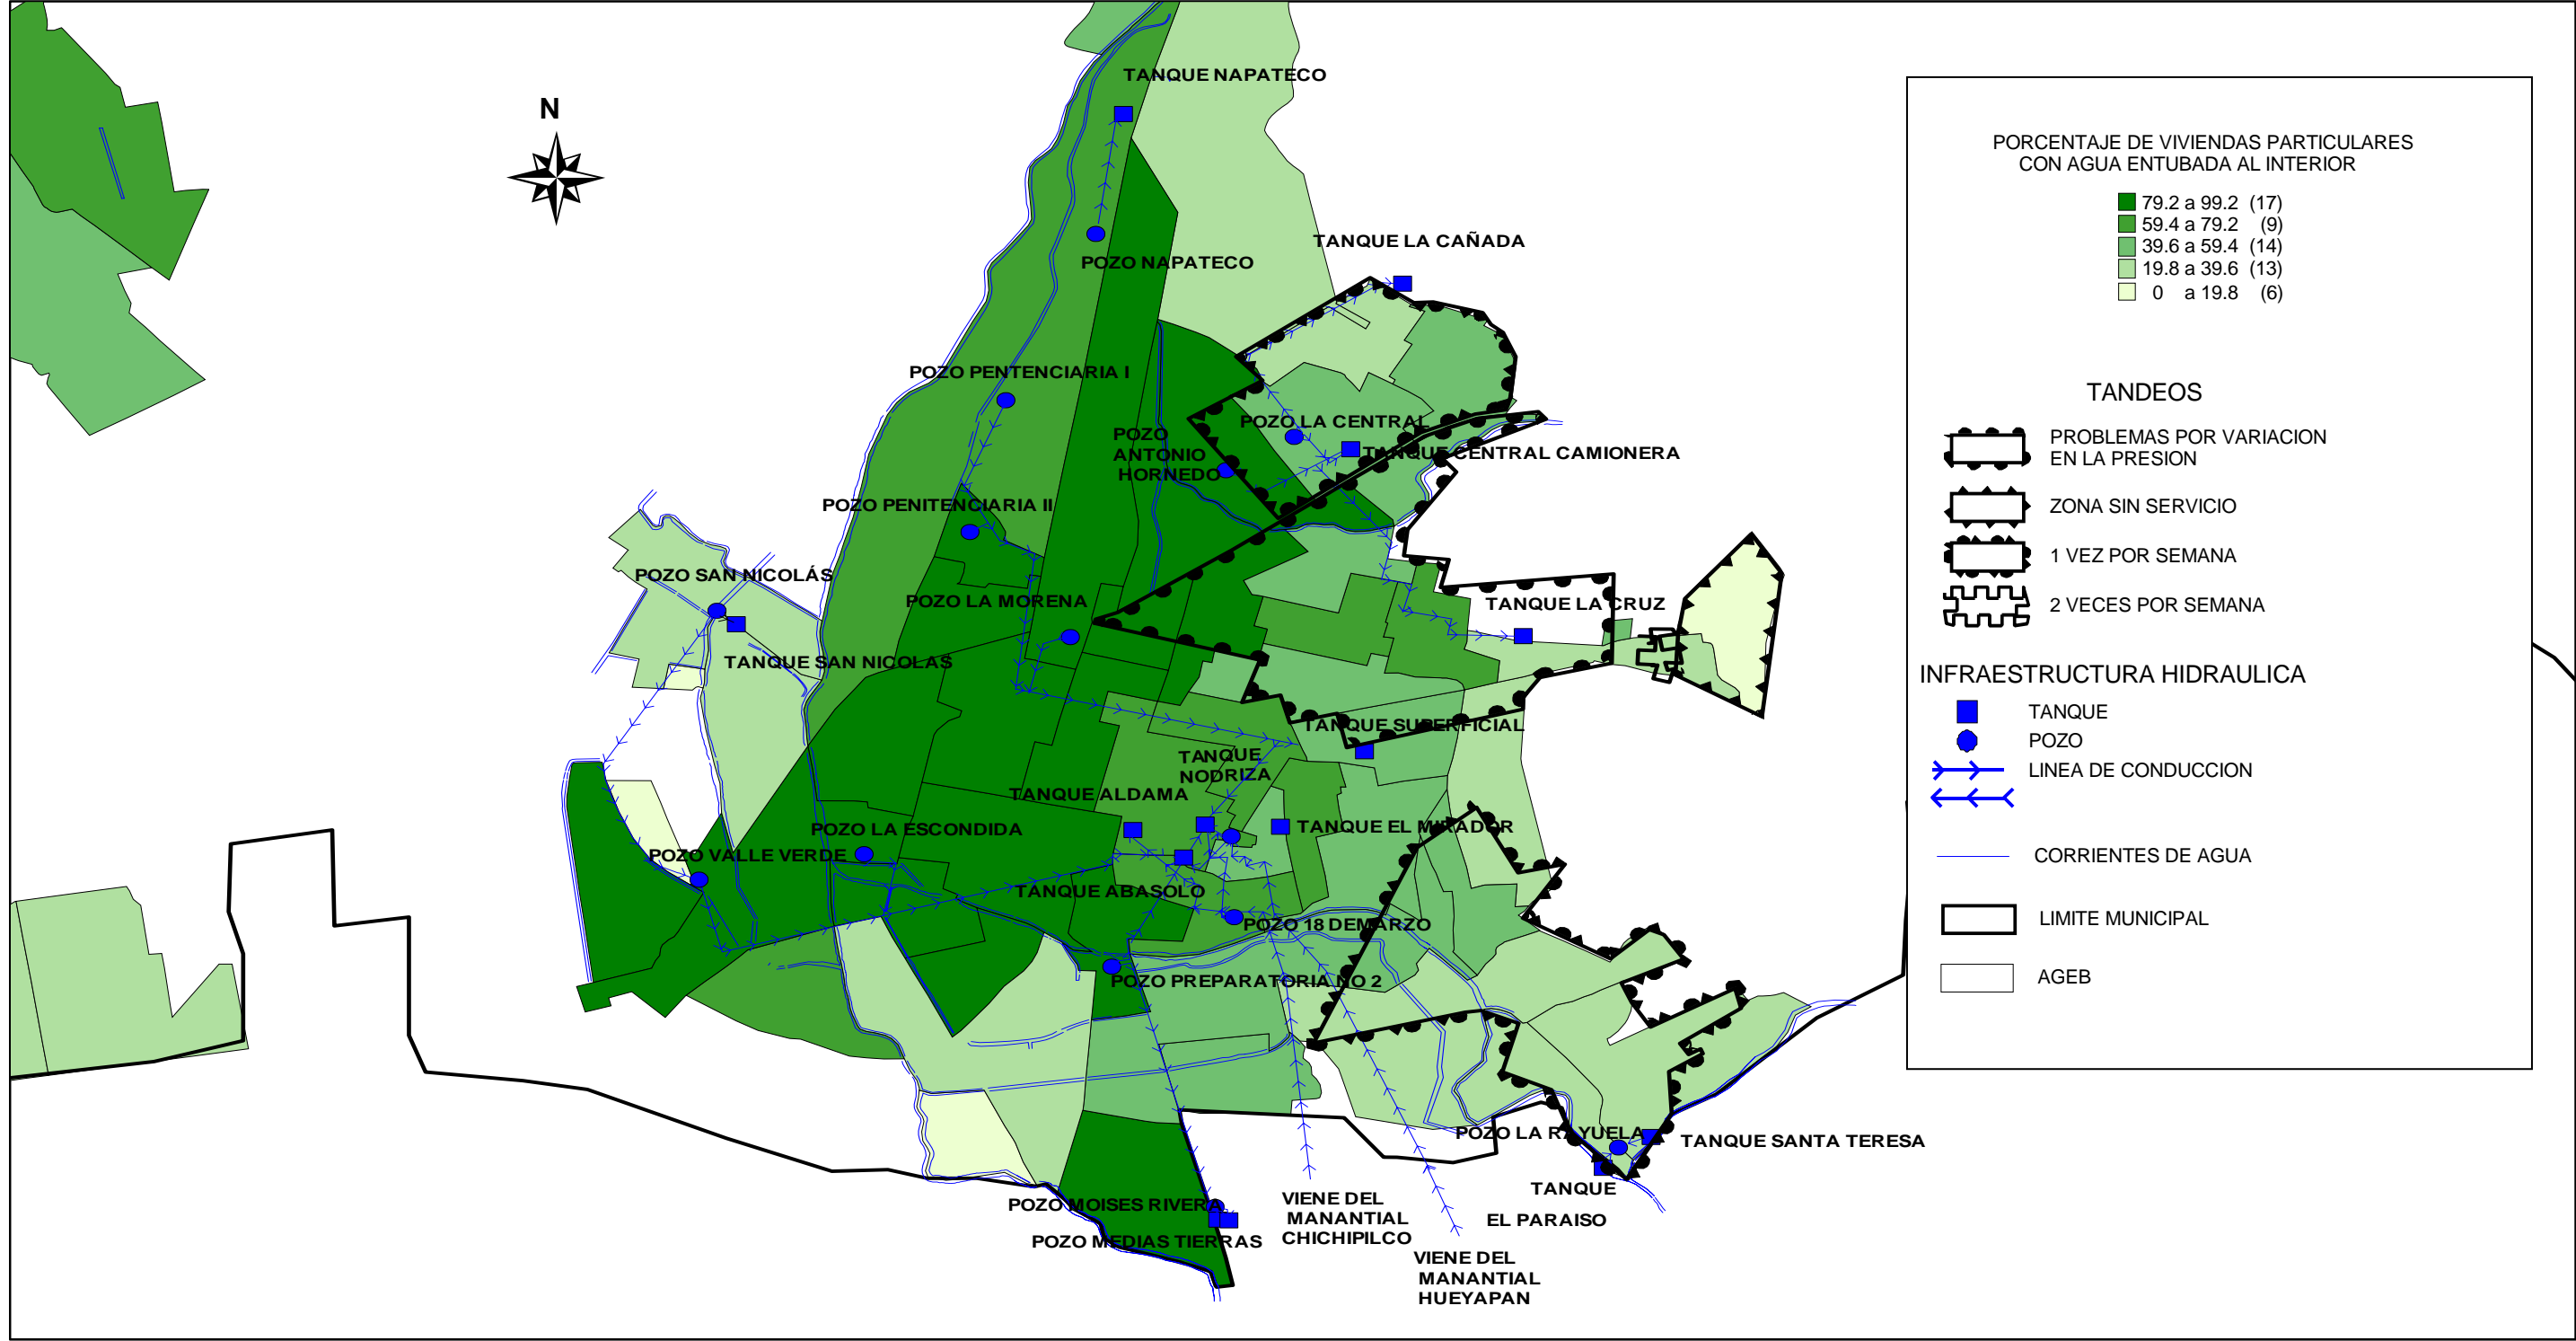 TANQUE NAPATECO
N
TANQUE LA CAÑADA
POZO NAPATECO
POZO PENTENCIARIA I
POZO LA CENTRAL
POZO
ANTONIO
HORNEDO
TANQUE CENTRAL CAMIONERA
POZO PENITENCIARIA II
POZO SAN NICOLÁS
POZO LA MORENA
TANQUE LA CRUZ
TANQUE SAN NICOLAS
TANQUE SUPERFICIAL
TANQUE
NODRIZA
TANQUE ALDAMA
POZO LA ESCONDIDA
TANQUE EL MIRADOR
POZO VALLE VERDE
TANQUE ABASOLO
POZO 18 DEMARZO
POZO PREPARATORIA NO 2
POZO LA RAYUELA
TANQUE SANTA TERESA
TANQUE
EL PARAISO
POZO MOISES RIVERA
POZO MEDIAS TIERRAS
VIENE DEL
MANANTIAL
CHICHIPILCO
VIENE DEL
MANANTIAL
HUEYAPAN
PORCENTAJE DE VIVIENDAS PARTICULARES
CON AGUA ENTUBADA AL INTERIOR
79.2 a 99.2 (17)
59.4 a 79.2 (9)
39.6 a 59.4 (14)
19.8 a 39.6 (13)
0 a 19.8 (6)
TANDEOS
PROBLEMAS POR VARIACION
EN LA PRESION
ZONA SIN SERVICIO
1 VEZ POR SEMANA
2 VECES POR SEMANA
INFRAESTRUCTURA HIDRAULICA
TANQUE
POZO
LINEA DE CONDUCCION
CORRIENTES DE AGUA
LIMITE MUNICIPAL
AGEB